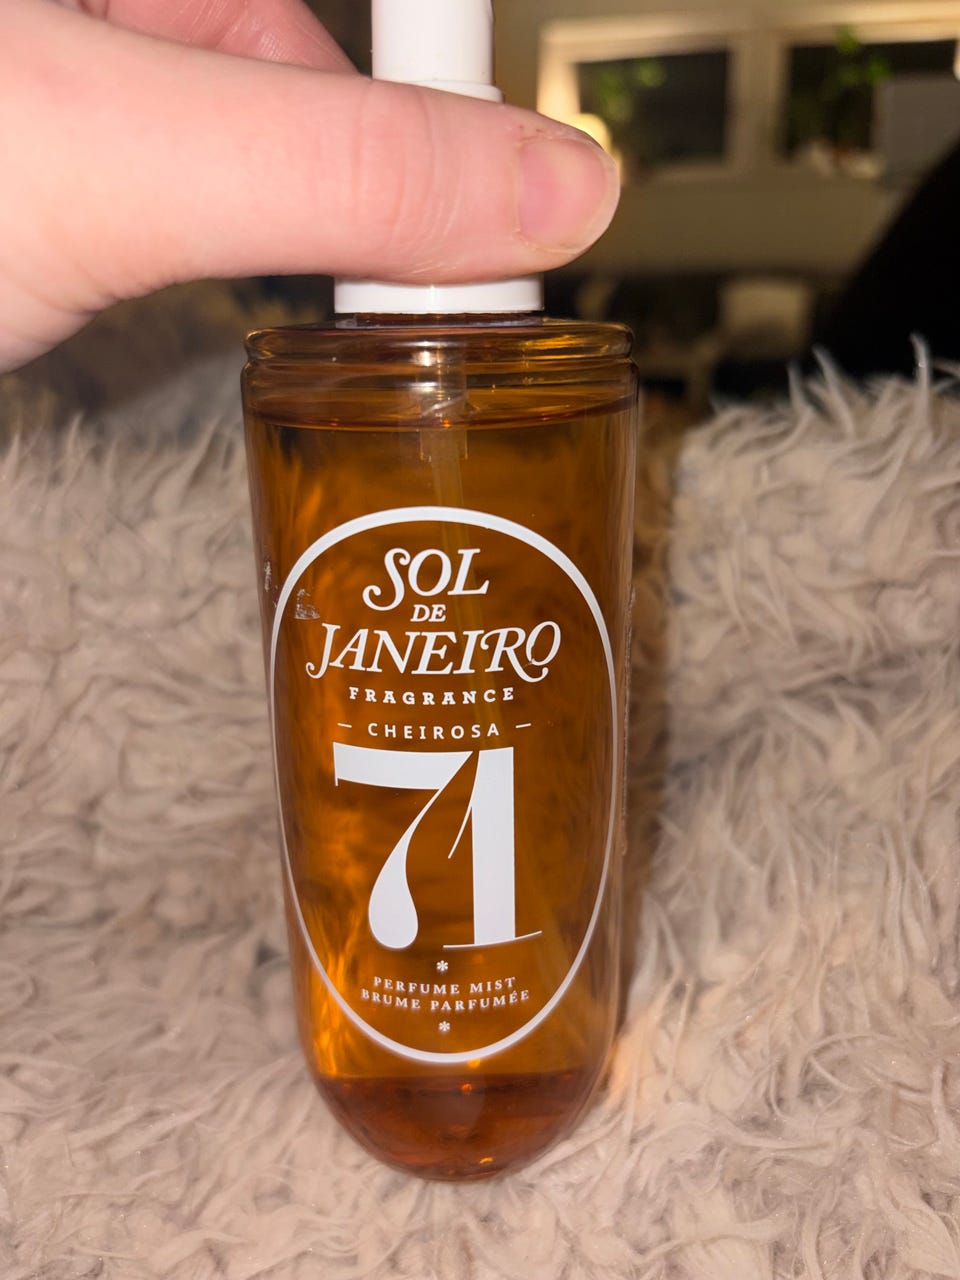 SOL
DE
JANEIRO
FRAGRANCE
– CHEIROSA –
71
*
PERFUME MIST
BRUME PARFUMÉE
*